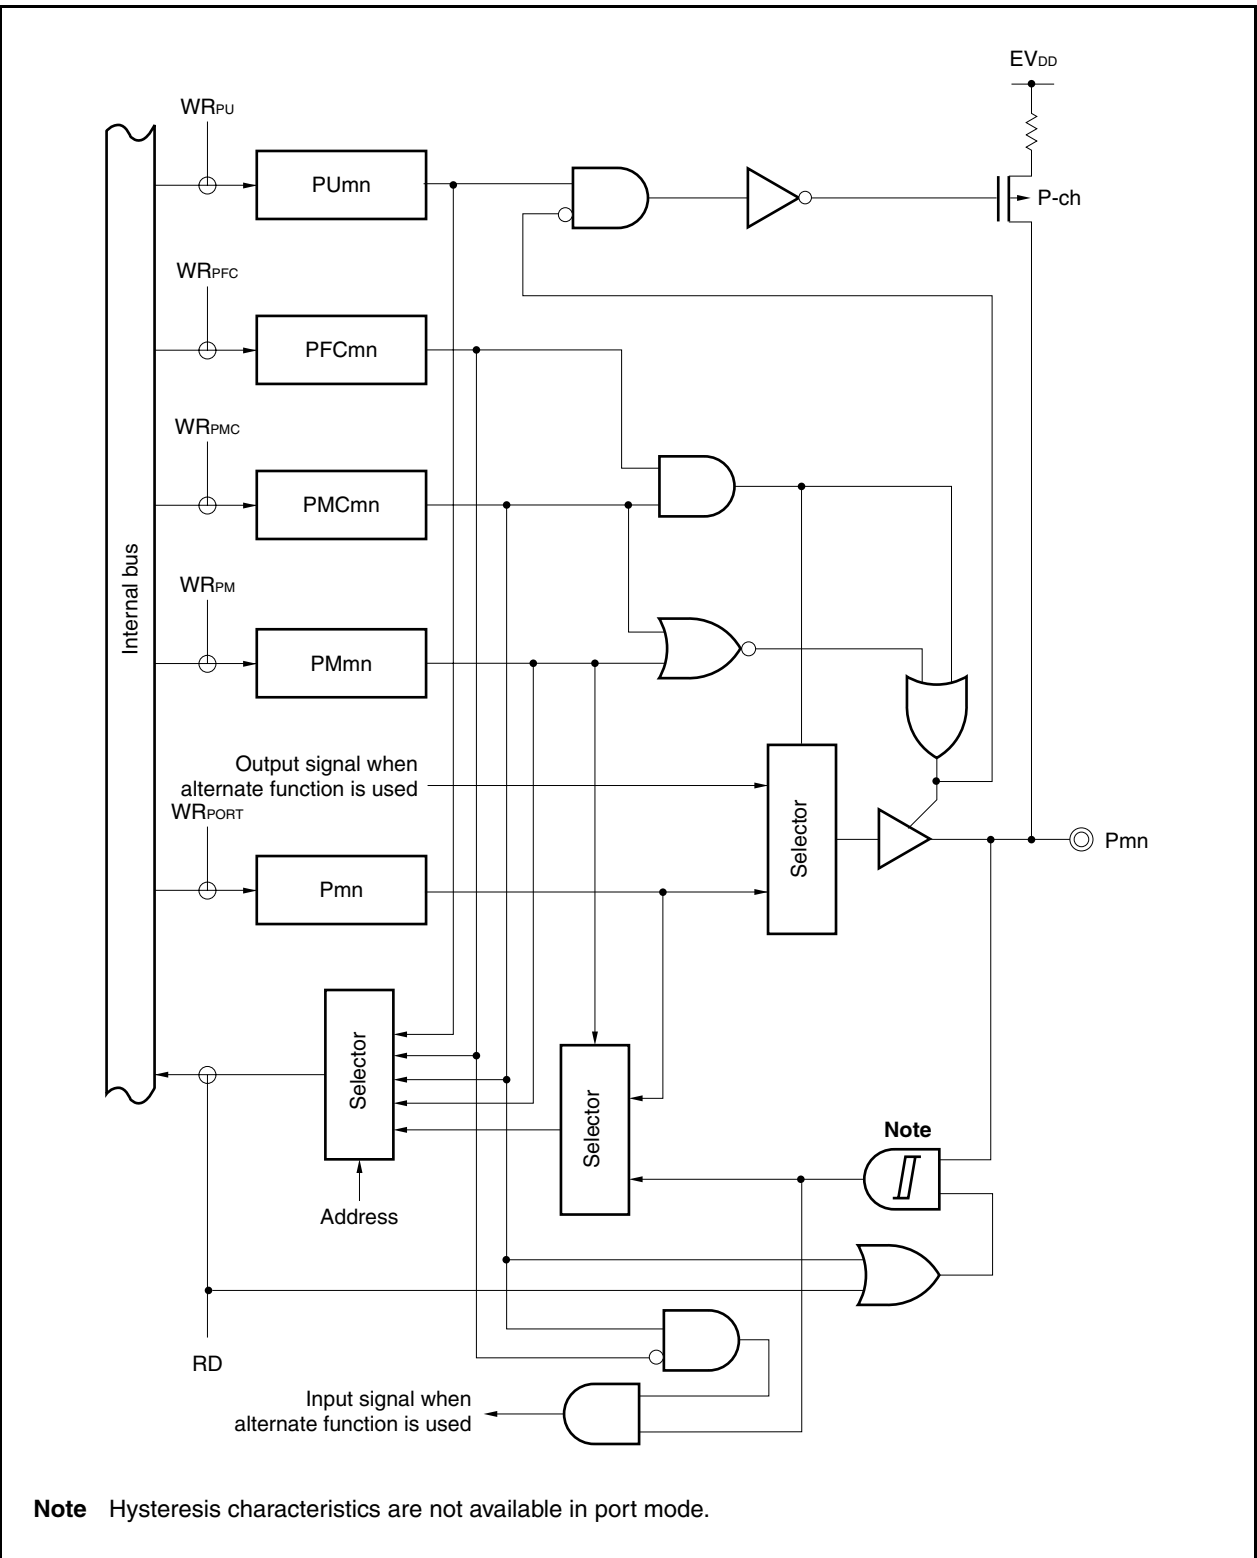 EVDD
WRPU
PUmn
P-ch
WRPFC
PFCmn
WRPMC
PMCmn
Internal bus
WRPM
PMmn
Output signal when
alternate function is used
WRPORT
Selector
Pmn
Pmn
Selector
Selector
Note
Address
RD
Input signal when
alternate function is used
Note Hysteresis characteristics are not available in port mode.